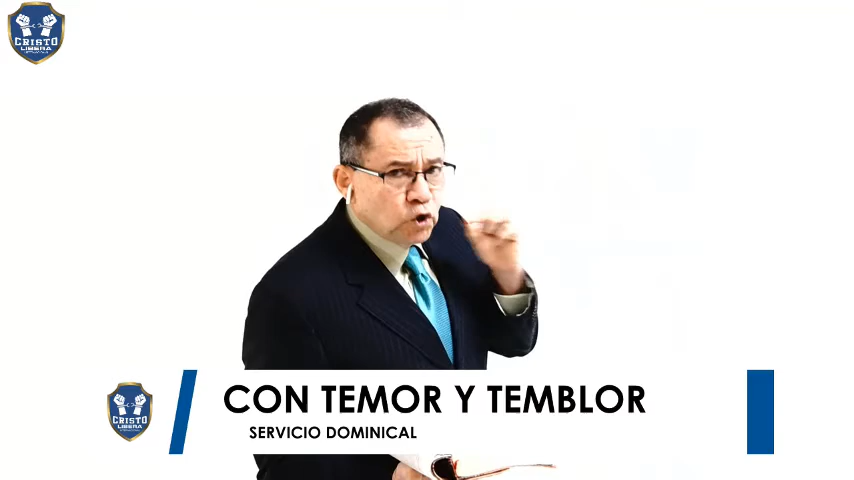 CRISTO
LIBERA
CON TEMOR Y TEMBLOR
SERVICIO DOMINICAL
CRISTO
LIBERA